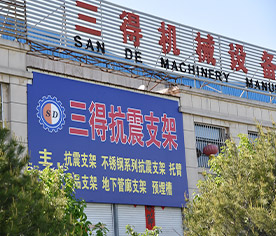 三得机械设备
SAN DE MACHINERY MANU
SD
三得抗震支架
主
抗震支架 不锈钢系列抗震支架 托臂
支架 地下管廊支架 预埋槽